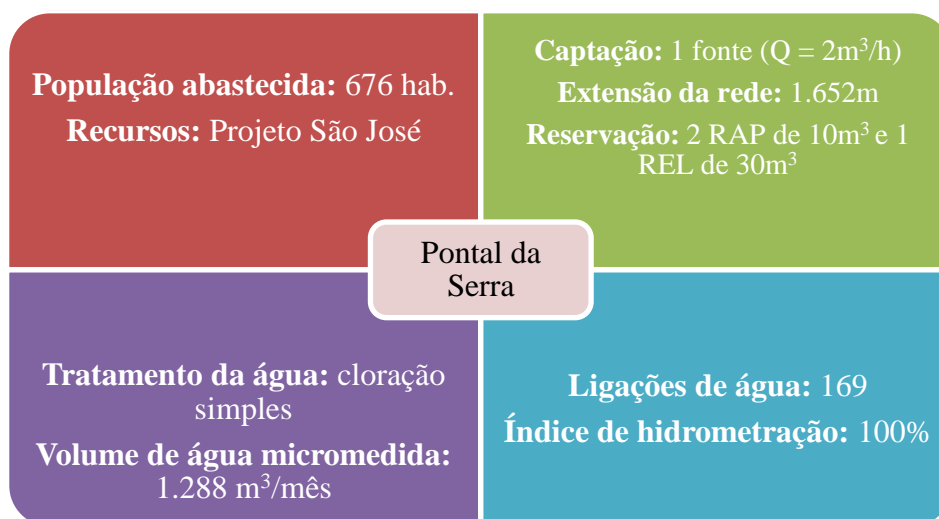 População abastecida: 676 hab.
Recursos: Projeto São José
Captação: 1 fonte (Q = 2m³/h)
Extensão da rede: 1.652m
Reservação: 2 RAP de 10m³ e 1
REL de 30m³
Pontal da
Serra
Tratamento da água: cloração
simples
Volume de água micromedida:
1.288 m³/mês
Ligações de água: 169
Índice de hidrometração: 100%